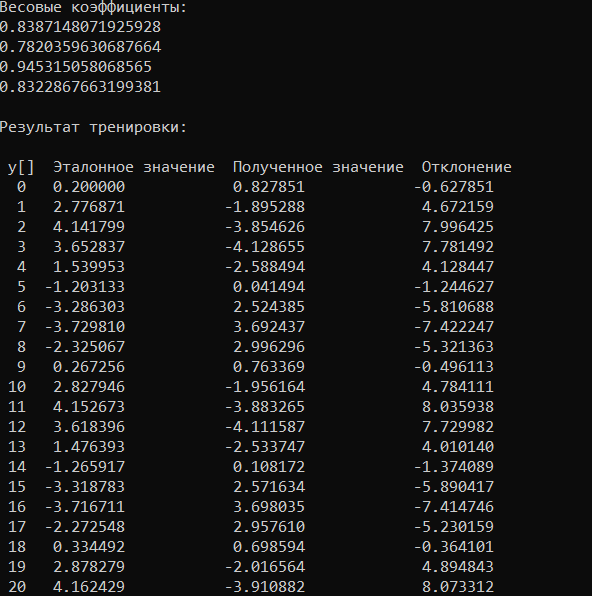 Весовые коэффициенты:
0.8387148071925928
0.7820359630687664
0.945315058068565
0.8322867663199381
Результат тренировки:
y[] Эталонное значение Полученное значение Отклонение
0 0.200000 0.827851 -0.627851
1 2.776871 -1.895288 4.672159
2 4.141799 -3.854626 7.996425
3 3.652837 -4.128655 7.781492
4 1.539953 -2.588494 4.128447
5 -1.203133 0.041494 -1.244627
6 -3.286303 2.524385 -5.810688
7 -3.729810 3.692437 -7.422247
8 -2.325067 2.996296 -5.321363
9 0.267256 0.763369 -0.496113
10 2.827946 -1.956164 4.784111
11 4.152673 -3.883265 8.035938
12 3.618396 -4.111587 7.729982
13 1.476393 -2.533747 4.010140
14 -1.265917 0.108172 -1.374089
15 -3.318783 2.571634 -5.890417
16 -3.716711 3.698035 -7.414746
17 -2.272548 2.957610 -5.230159
18 0.334492 0.698594 -0.364101
19 2.878279 -2.016564 4.894843
20 4.162429 -3.910882 8.073312